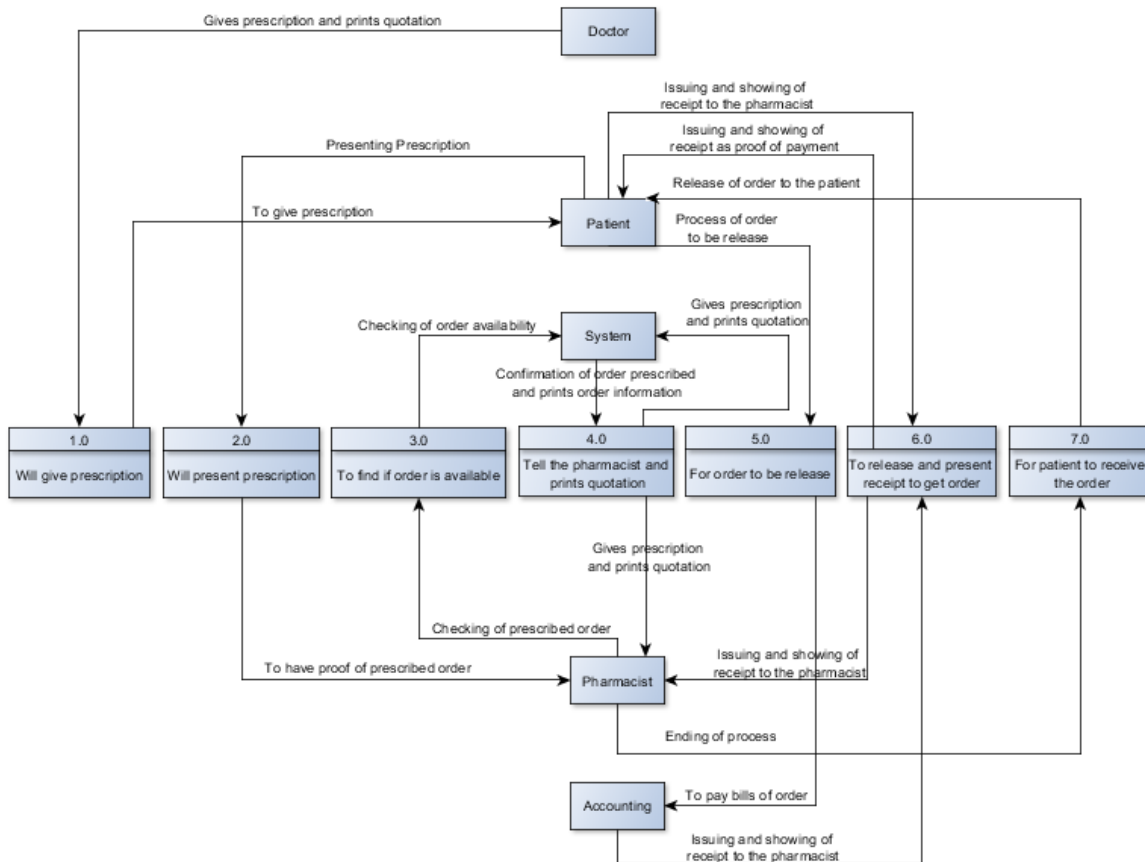 Gives prescription and prints quotation
Doctor
Issuing and showing of
receipt to the pharmacist
Issuing and showing of
receipt as proof of payment
Presenting Prescription
Release of order to the patient
To give prescription
Patient
Process of order
to be release
Gives prescription
and prints quotation
Checking of order availability
System
Confirmation of order prescribed
and prints order information
1.0
Will give prescription
2.0
Will present prescription
3.0
To find if order is available
4.0
Tell the pharmacist and
prints quotation
5.0
For order to be release
6.0
To release and present
receipt to get order
7.0
For patient to receive
the order
Gives prescription
and prints quotation
Checking of prescribed order
To have proof of prescribed order
Issuing and showing of
receipt to the pharmacist
Pharmacist
Ending of process
Accounting
To pay bills of order
Issuing and showing of
receipt to the pharmacist